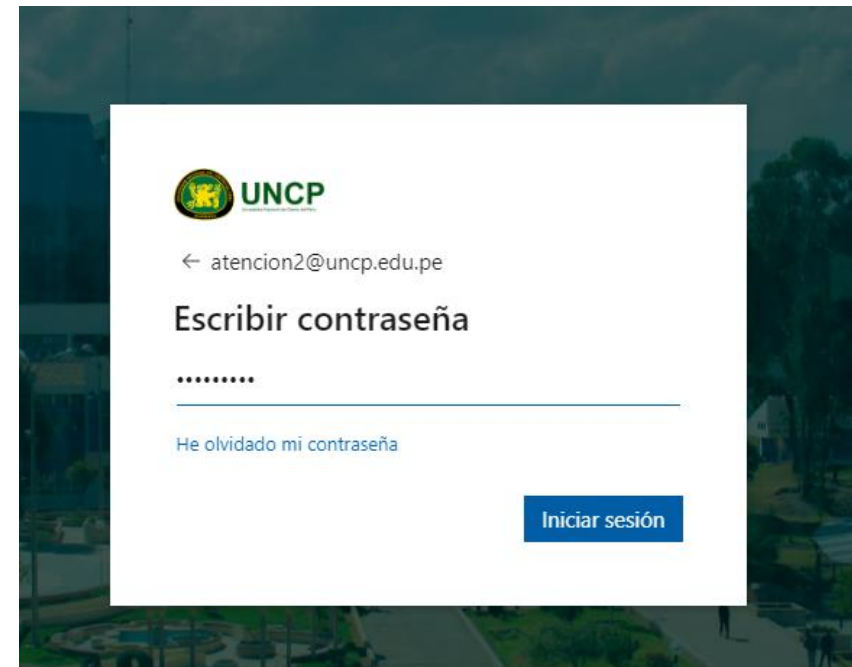 UNCP
← atencion2@uncp.edu.pe
Escribir contraseña
•••••••••
He olvidado mi contraseña
Iniciar sesión